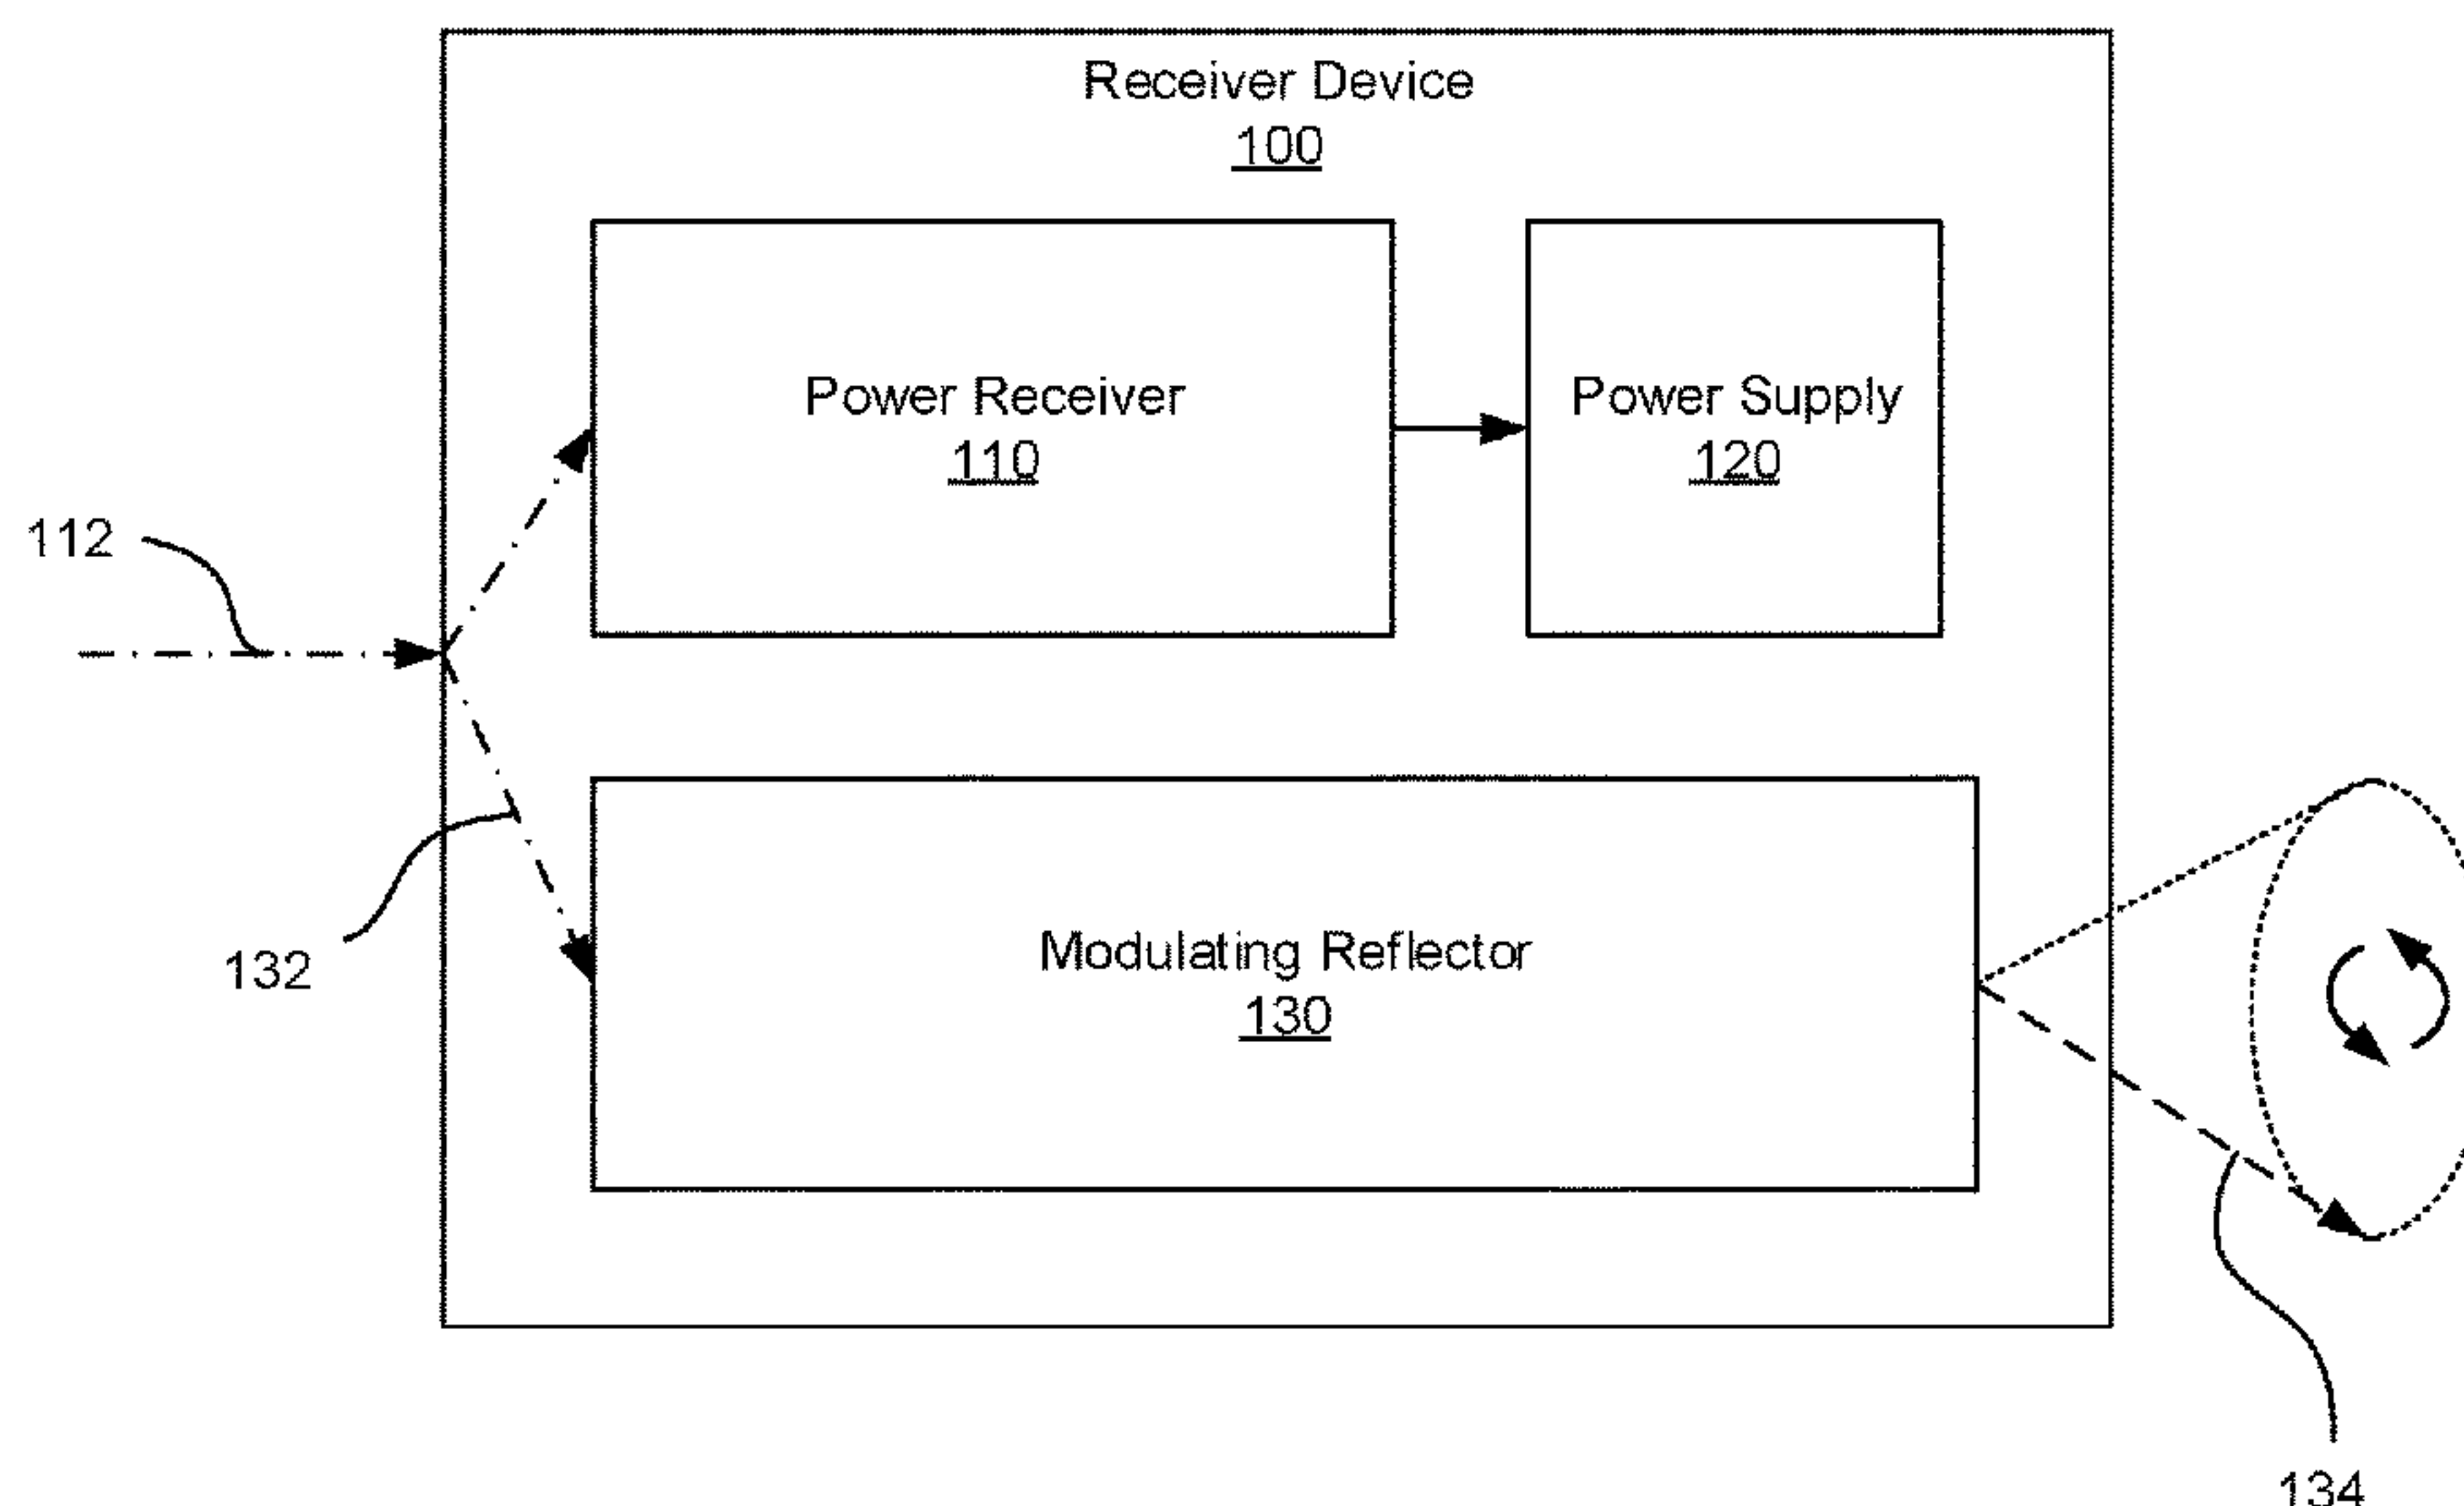 Receiver Device
100
Power Receiver
110
Power Supply
120
112
132
Modulating Reflector
130
134